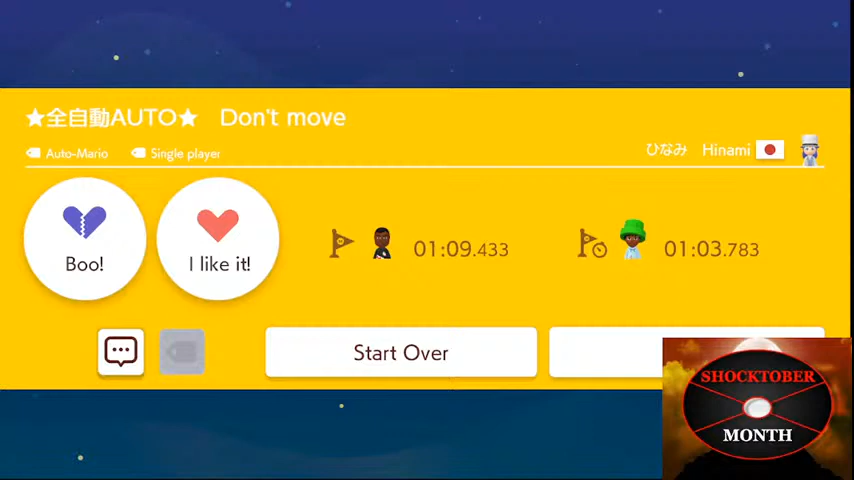 ★全自動AUTO★ Don't move
Auto-Mario Single player
ひなみ Hinami
Boo!
I like it!
01:09.433
01:03.783
Start Over
SHOCKTOBER
MONTH